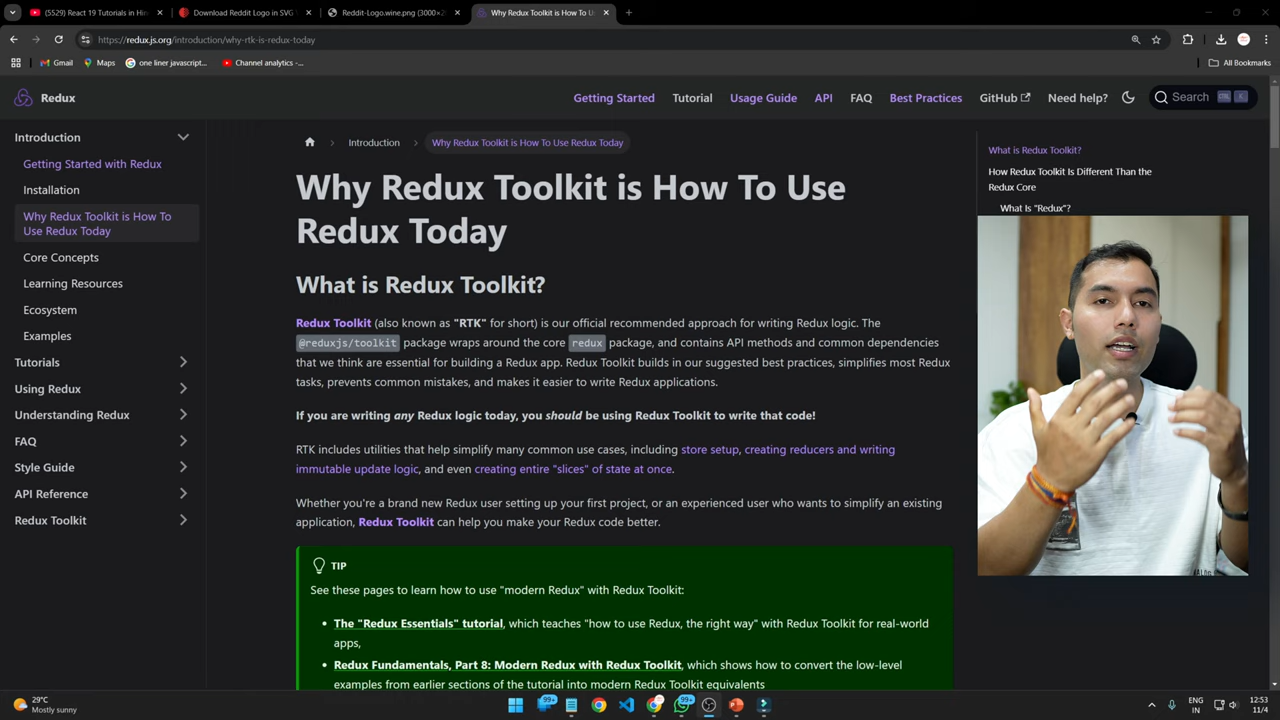 (5529) React 19 Tutorials in Hin
Download Reddit Logo in SVG V
Reddit-Logo.wine.png (3000×20
Why Redux Toolkit is How To Us
https://redux.js.org/introduction/why-rtk-is-redux-today
Gmail
Maps
one liner javascript...
Channel analytics -...
All Bookmarks
Redux
Getting Started
Tutorial
Usage Guide
API
FAQ
Best Practices
GitHub
Need help?
Search
CTRL K
Introduction
Getting Started with Redux
Installation
Why Redux Toolkit is How To
Use Redux Today
Core Concepts
Learning Resources
Ecosystem
Examples
Tutorials
Using Redux
Understanding Redux
FAQ
Style Guide
API Reference
Redux Toolkit
Introduction
Why Redux Toolkit is How To Use Redux Today
Why Redux Toolkit is How To Use
Redux Today
What is Redux Toolkit?
Redux Toolkit (also known as "RTK" for short) is our official recommended approach for writing Redux logic. The
@reduxjs/toolkit package wraps around the core redux package, and contains API methods and common dependencies
that we think are essential for building a Redux app. Redux Toolkit builds in our suggested best practices, simplifies most Redux
tasks, prevents common mistakes, and makes it easier to write Redux applications.
If you are writing any Redux logic today, you should be using Redux Toolkit to write that code!
RTK includes utilities that help simplify many common use cases, including store setup, creating reducers and writing
immutable update logic, and even creating entire "slices" of state at once.
Whether you're a brand new Redux user setting up your first project, or an experienced user who wants to simplify an existing
application, Redux Toolkit can help you make your Redux code better.
TIP
See these pages to learn how to use "modern Redux" with Redux Toolkit:
• The "Redux Essentials" tutorial, which teaches "how to use Redux, the right way" with Redux Toolkit for real-world
apps,
• Redux Fundamentals, Part 8: Modern Redux with Redux Toolkit, which shows how to convert the low-level
examples from earlier sections of the tutorial into modern Redux Toolkit equivalents
What is Redux Toolkit?
How Redux Toolkit Is Different Than the
Redux Core
What Is "Redux"?
29°C
Mostly sunny
99+
99+
ENG
IN
12:53
11/4